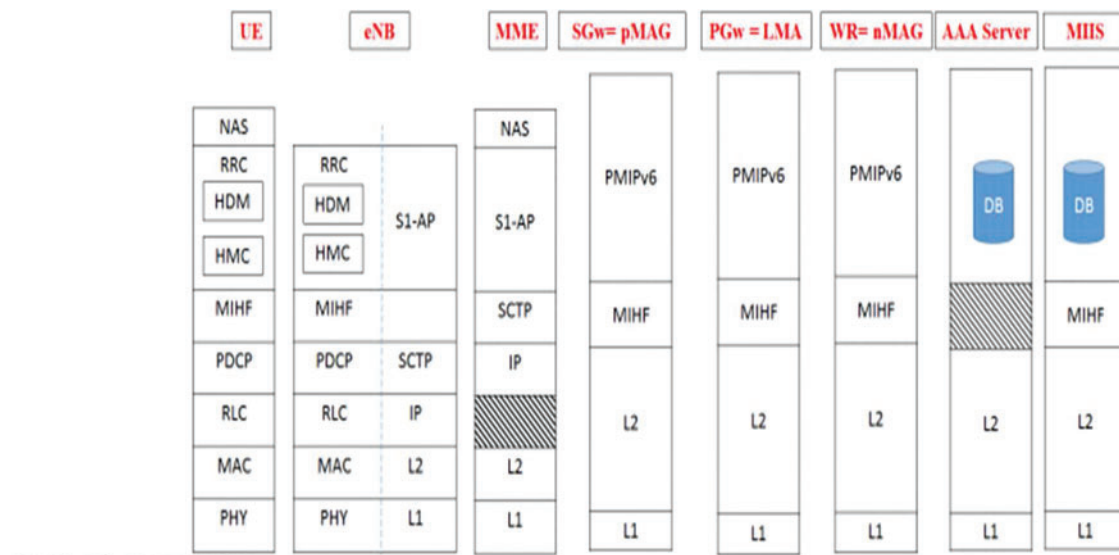 UE
eNB
MME
SGw= pMAG
PGw = LMA
WR= nMAG
AAA Server
MIIS
NAS
RRC
HDM
HMC
MIHF
PDCP
RLC
MAC
PHY
RRC
HDM
HMC
MIHF
PDCP
RLC
MAC
PHY
S1-AP
SCTP
IP
L2
L1
NAS
S1-AP
SCTP
IP
L2
L1
PMIPv6
MIHF
L2
L1
PMIPv6
MIHF
L2
L1
PMIPv6
MIHF
L2
L1
DB
L2
L1
DB
MIHF
L2
L1